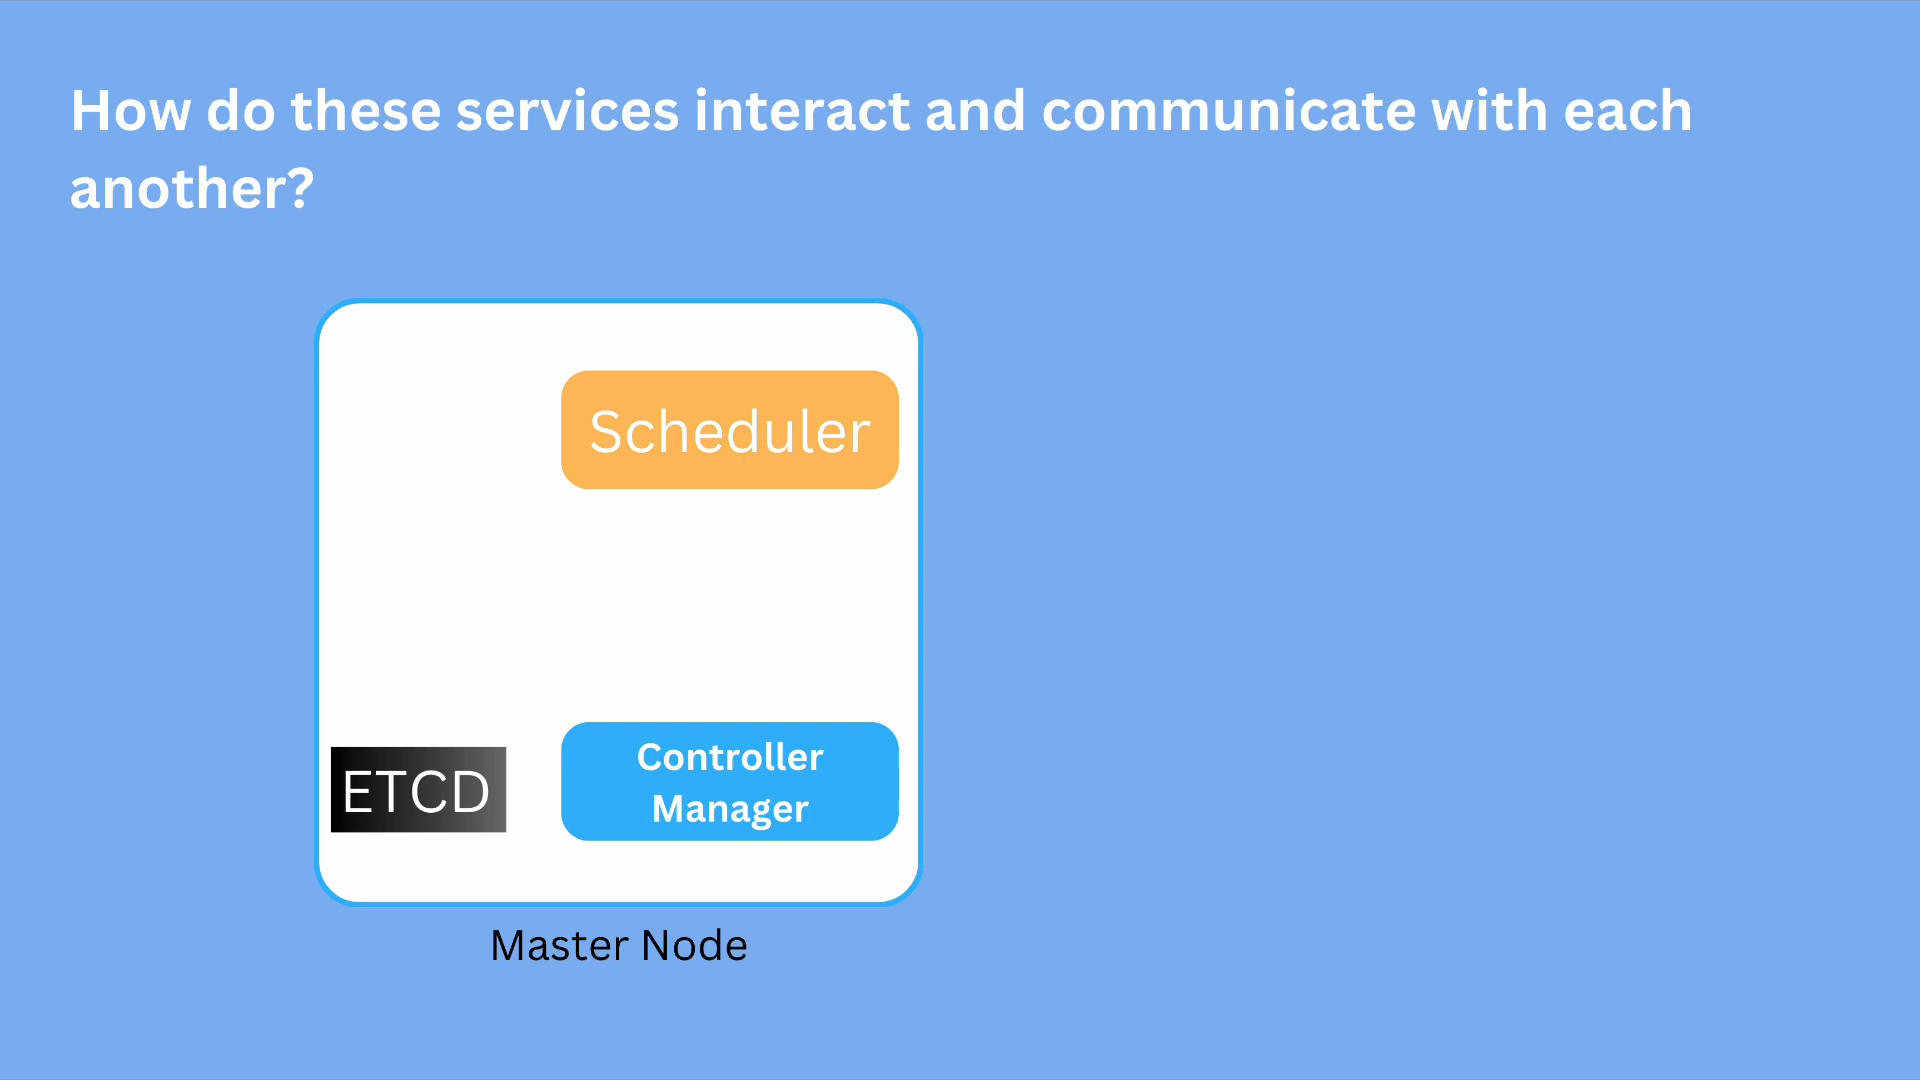 How do these services interact and communicate with each
another?
Scheduler
ETCD
Controller
Manager
Master Node